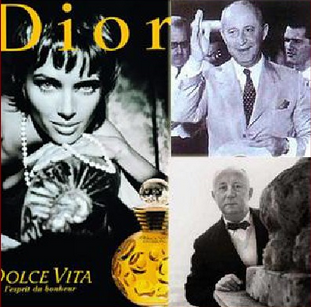 Dior
DOLCE VITA
l'esprit du bonheur